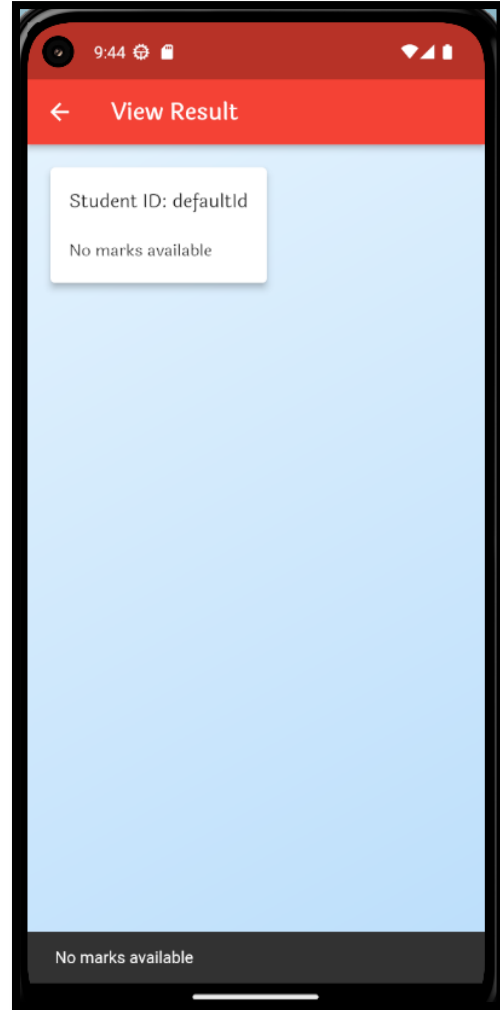 9:44
View Result
Student ID: defaultId
No marks available
No marks available